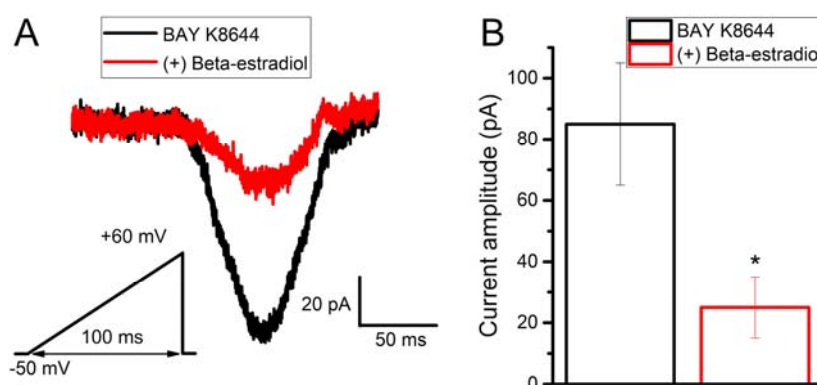 A
BAY K8644
(+) Beta-estradiol
+60 mV
100 ms
-50 mV
20 pA
50 ms
B
BAY K8644
(+) Beta-estradiol
Current amplitude (pA)
100
80
60
40
20
0
*